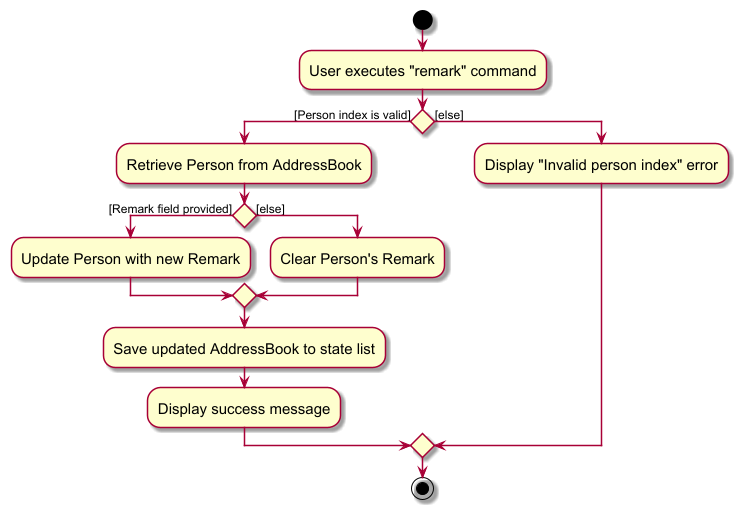 User executes "remark" command
[Person index is valid]
[else]
Retrieve Person from AddressBook
Display "Invalid person index" error
[Remark field provided]
[else]
Update Person with new Remark
Clear Person's Remark
Save updated AddressBook to state list
Display success message